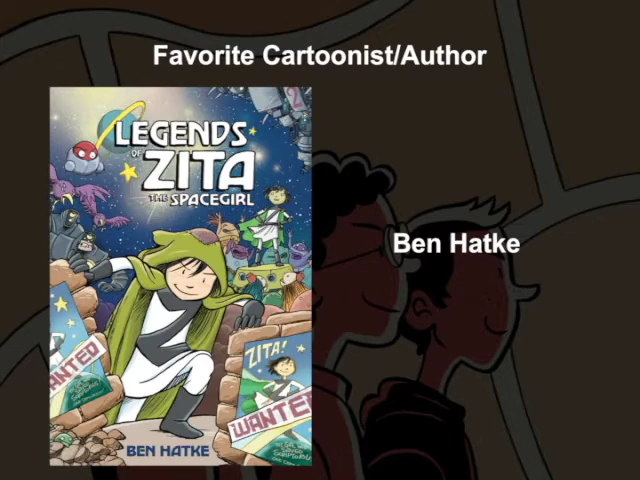 Favorite Cartoonist/Author
LEGENDS
OF
ZITA
THE SPACEGIRL
Ben Hatke
ZITA!
WANTED
WANTED
BEN HATKE